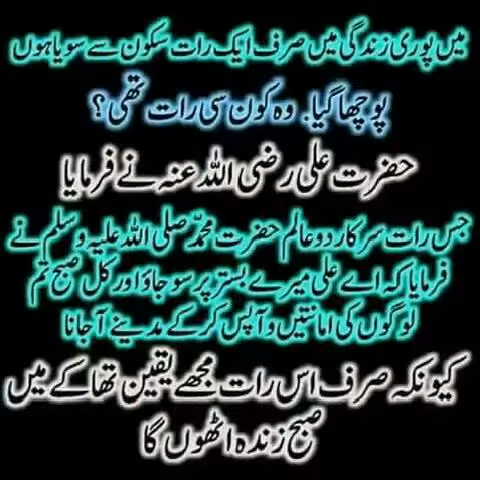 میں پوری زندگی میں صرف ایک رات سکون سے سویا ہوں
پوچھا گیا. وہ کون سی رات تھی؟
حضرت علی رضی اللہ عنہ نے فرمایا
جس رات سرکار دو عالم حضرت محمدؐ صلی اللہ علیہ وسلم نے
فرمایا کہ اے علی میرے بستر پر سو جاؤ اور کل صبح تم
لوگوں کی امانتیں واپس کر کے مدینے آ جانا
کیونکہ صرف اس رات مجھے یقین تھا کے میں
صبح زندہ اٹھوں گا